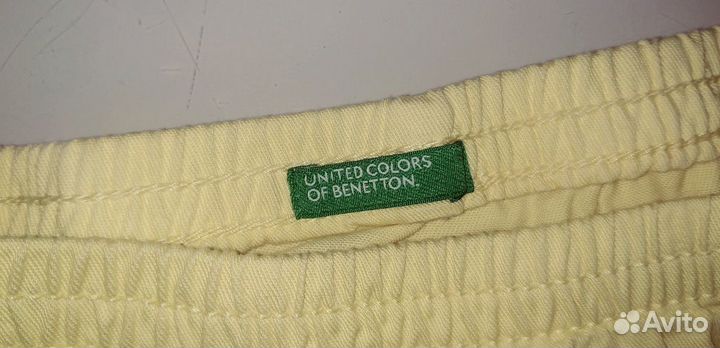 UNITED COLORS
OF BENETTON.
Avito